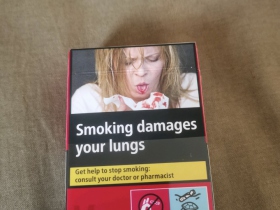 Smoking damages
your lungs
Get help to stop smoking:
consult your doctor or pharmacist